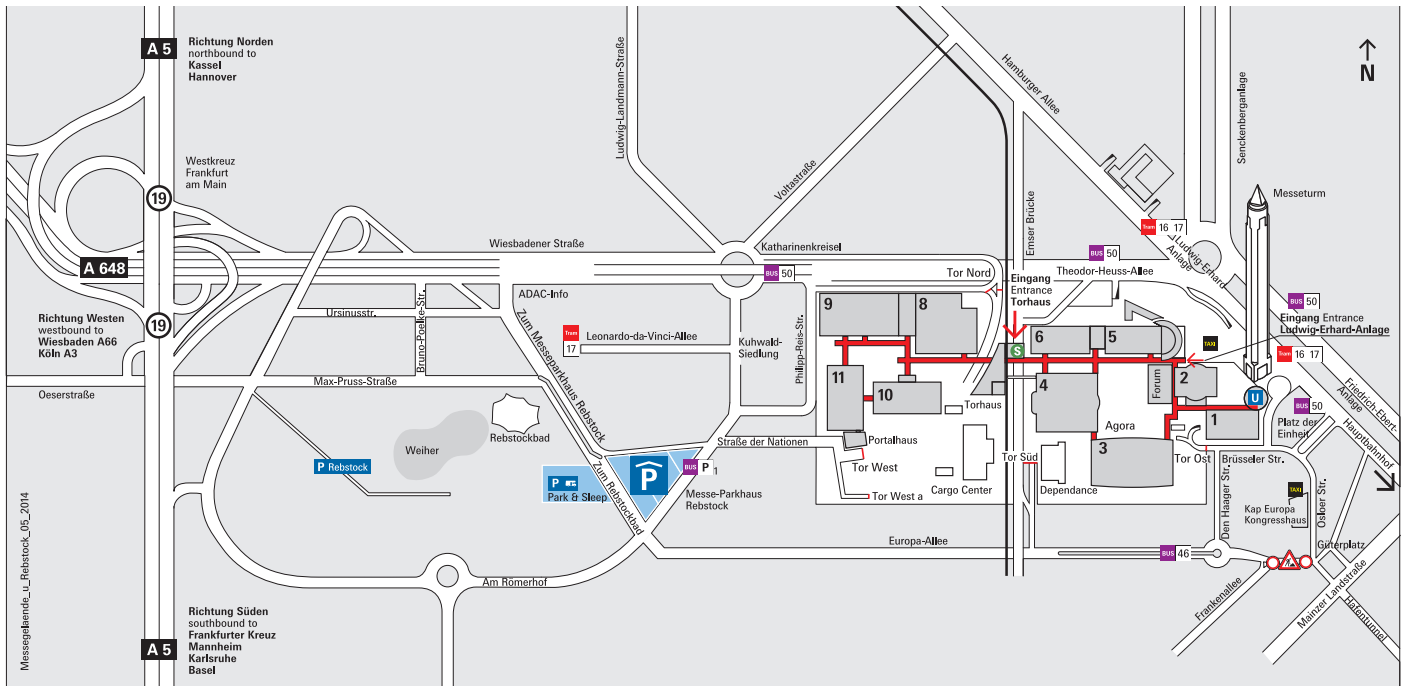 A 5
Richtung Norden
northbound to
Kassel
Hannover
Westkreuz
Frankfurt
am Main
19
A 648
19
Richtung Westen
westbound to
Wiesbaden A66
Köln A3
Oeserstraße
Messegelaende_u_Rebstock_05_2014
A 5
Richtung Süden
southbound to
Frankfurter Kreuz
Mannheim
Karlsruhe
Basel
Wiesbadener Straße
ADAC-Info
Ursinusstr.
Bruno-Poelke-Str.
Max-Pruss-Straße
Zum Messeparkhaus Rebstock
Tram
17
Leonardo-da-Vinci-Allee
Rebstockbad
Weiher
P Rebstock
P
Park & Sleep
Zum Rebstockbad
P
BUS P 1
Messe-Parkhaus
Rebstock
Am Römerhof
Europa-Allee
Straße der Nationen
Kuhwald-
Siedlung
Philipp-Reis-Str.
Ludwig-Landmann-Straße
Voltastraße
Katharinenkreisel
BUS 50
Hamburger Allee
Emser Brücke
Senckenberganlage
N
Messeturm
Tram 16 17
Ludwig-Erhard-
Anlage
BUS 50
Theodor-Heuss-Allee
Tor Nord
Eingang
Entrance
Torhaus
S
9
8
6
5
11
10
4
Forum
2
1
3
Agora
TAXI
BUS 50
Eingang Entrance
Ludwig-Erhard-Anlage
Tram 16 17
U
BUS 50
Platz der
Einheit
Friedrich-Ebert-
Anlage
Hauptbahnhof
Torhaus
Portalhaus
Tor West
Tor West a
Cargo Center
Tor Süd
Dependance
Tor Ost
Brüsseler Str.
Den Haager Str.
TAXI
Kap Europa
Kongresshaus
Osloer Str.
BUS 46
Güterplatz
Frankenallee
Mainzer Landstraße
Hafentunnel